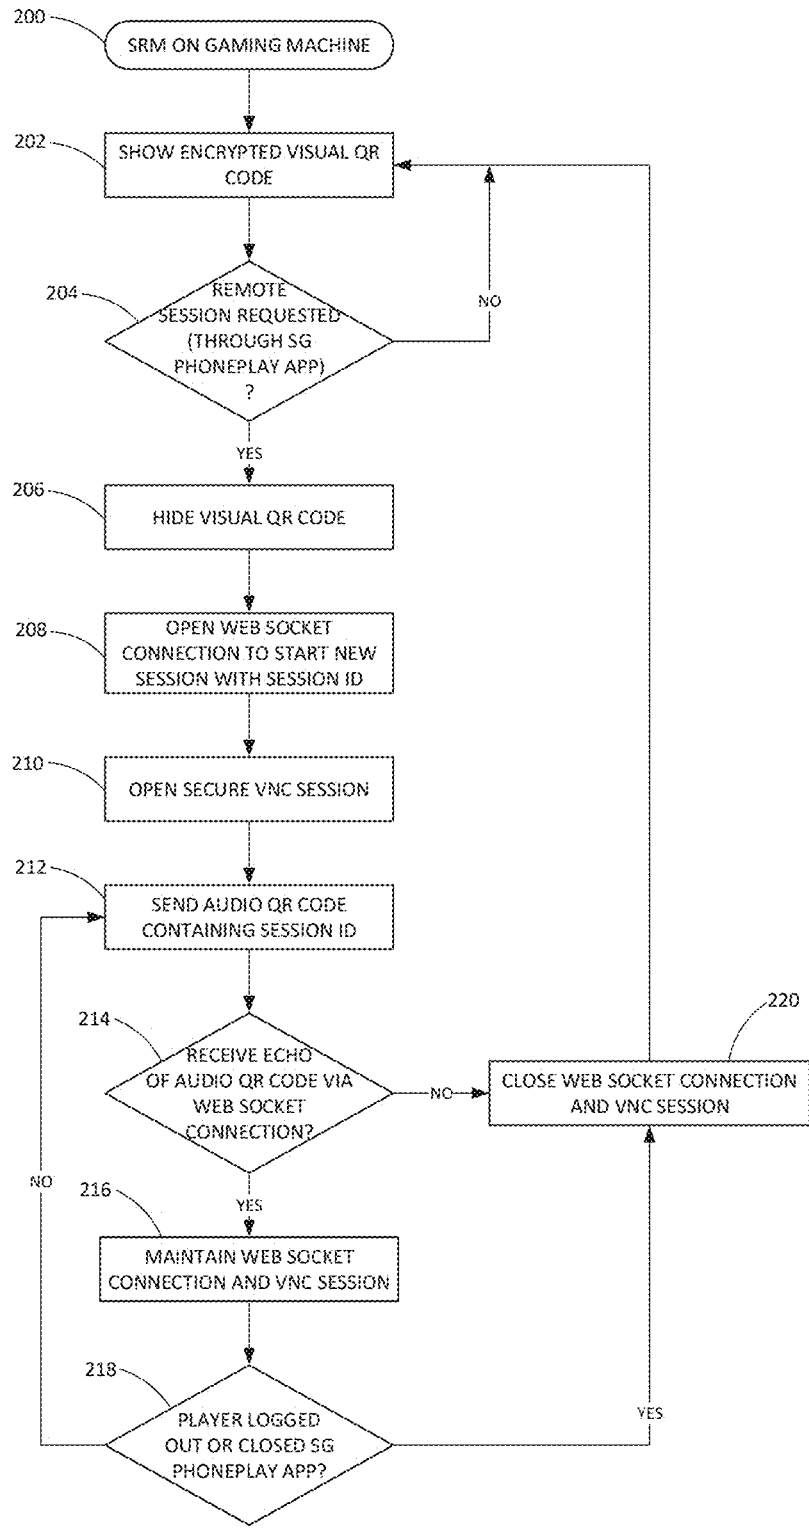 200
SRM ON GAMING MACHINE
202
SHOW ENCRYPTED VISUAL QR
CODE
204
REMOTE
SESSION REQUESTED
(THROUGH SG
PHONEPLAY APP)
?
NO
YES
206
HIDE VISUAL QR CODE
208
OPEN WEB SOCKET
CONNECTION TO START NEW
SESSION WITH SESSION ID
210
OPEN SECURE VNC SESSION
212
SEND AUDIO QR CODE
CONTAINING SESSION ID
214
RECEIVE ECHO
OF AUDIO QR CODE VIA
WEB SOCKET
CONNECTION?
NO
220
CLOSE WEB SOCKET CONNECTION
AND VNC SESSION
YES
NO
216
MAINTAIN WEB SOCKET
CONNECTION AND VNC SESSION
218
PLAYER LOGGED
OUT OR CLOSED SG
PHONEPLAY APP?
YES